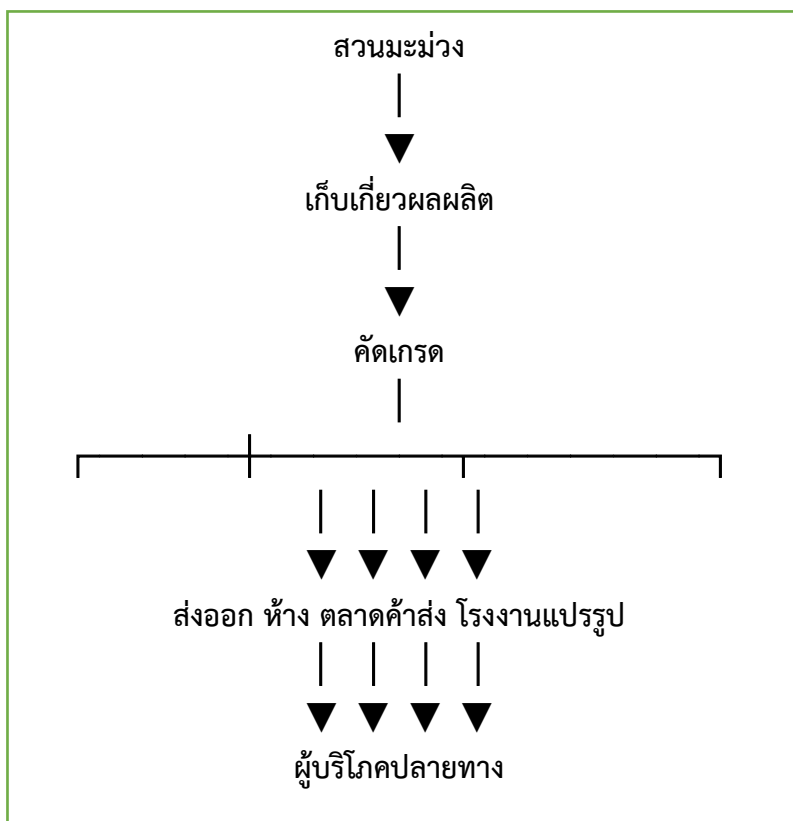 สวนมะม่วง
เก็บเกี่ยวผลผลิต
คัดเกรด
ส่งออก ห้าง ตลาดค้าส่ง โรงงานแปรรูป
ผู้บริโภคปลายทาง